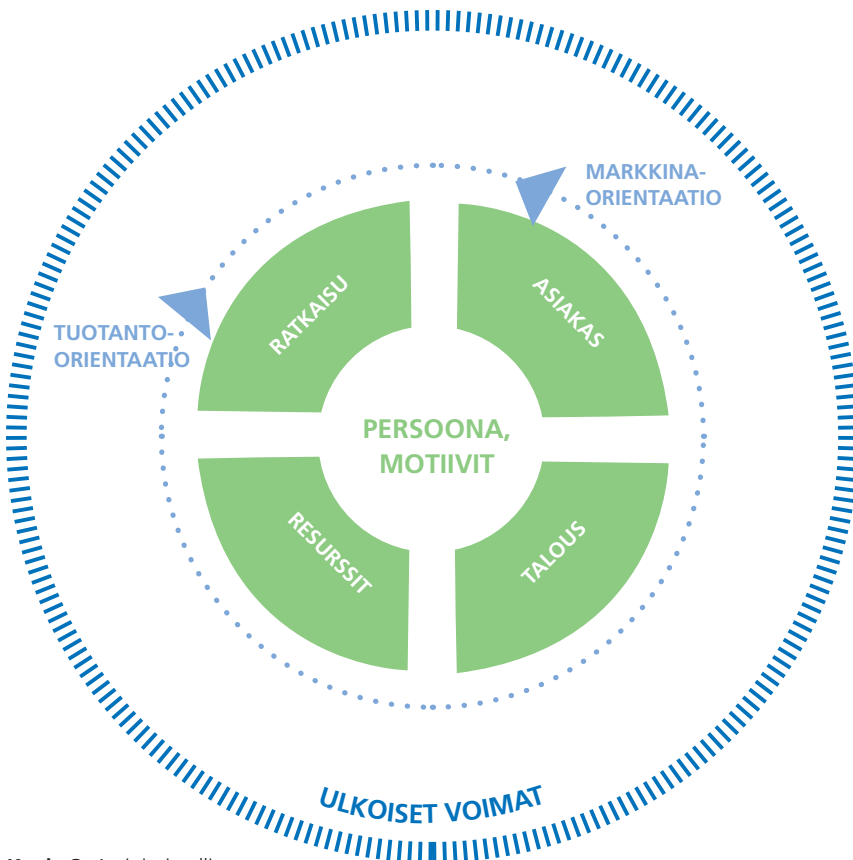 MARKKINA-
ORIENTAATIO
RATKAISU
ASIAKAS
TUOTANTO-
ORIENTAATIO
PERSOONA,
MOTIIVIT
RESURSSIT
TALOUS
ULKOISET VOIMAT